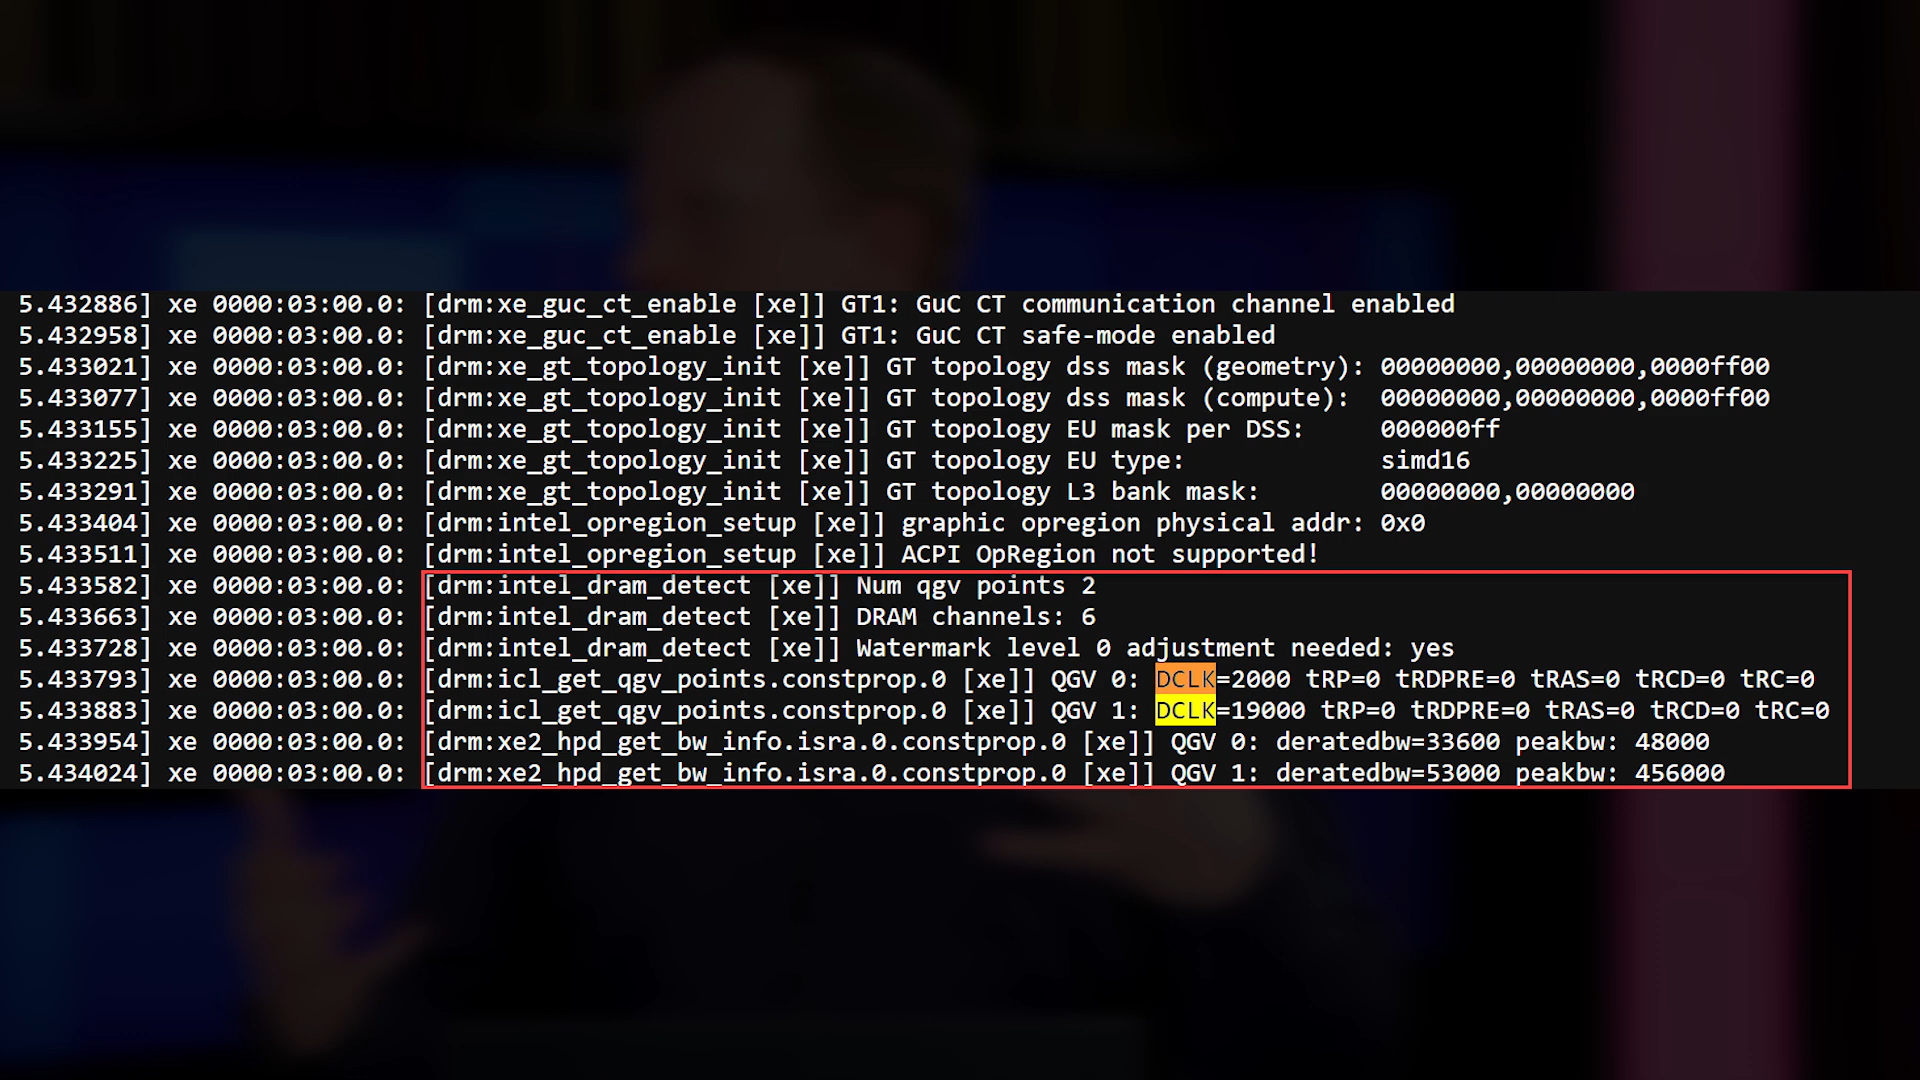 5.432886] xe 0000:03:00.0: [drm:xe_guc_ct_enable [xe]] GT1: GuC CT communication channel enabled
5.432958] xe 0000:03:00.0: [drm:xe_guc_ct_enable [xe]] GT1: GuC CT safe-mode enabled
5.433021] xe 0000:03:00.0: [drm:xe_gt_topology_init [xe]] GT topology dss mask (geometry): 00000000,00000000,0000ff00
5.433077] xe 0000:03:00.0: [drm:xe_gt_topology_init [xe]] GT topology dss mask (compute): 00000000,00000000,0000ff00
5.433155] xe 0000:03:00.0: [drm:xe_gt_topology_init [xe]] GT topology EU mask per DSS: 000000ff
5.433225] xe 0000:03:00.0: [drm:xe_gt_topology_init [xe]] GT topology EU type: simd16
5.433291] xe 0000:03:00.0: [drm:xe_gt_topology_init [xe]] GT topology L3 bank mask: 00000000,00000000
5.433404] xe 0000:03:00.0: [drm:intel_opregion_setup [xe]] graphic opregion physical addr: 0x0
5.433511] xe 0000:03:00.0: [drm:intel_opregion_setup [xe]] ACPI OpRegion not supported!
5.433582] xe 0000:03:00.0: [drm:intel_dram_detect [xe]] Num qgv points 2
5.433663] xe 0000:03:00.0: [drm:intel_dram_detect [xe]] DRAM channels: 6
5.433728] xe 0000:03:00.0: [drm:intel_dram_detect [xe]] Watermark level 0 adjustment needed: yes
5.433793] xe 0000:03:00.0: [drm:icl_get_qgv_points.constprop.0 [xe]] QGV 0: DCLK=2000 tRP=0 tRDPRE=0 tRAS=0 tRCD=0 tRC=0
5.433883] xe 0000:03:00.0: [drm:icl_get_qgv_points.constprop.0 [xe]] QGV 1: DCLK=19000 tRP=0 tRDPRE=0 tRAS=0 tRCD=0 tRC=0
5.433954] xe 0000:03:00.0: [drm:xe2_hpd_get_bw_info.isra.0.constprop.0 [xe]] QGV 0: deratedbw=33600 peakbw: 48000
5.434024] xe 0000:03:00.0: [drm:xe2_hpd_get_bw_info.isra.0.constprop.0 [xe]] QGV 1: deratedbw=53000 peakbw: 456000